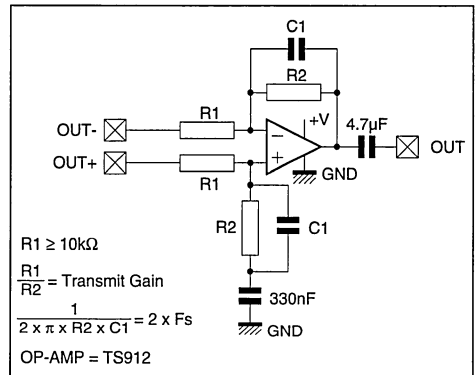 C1
R2
R1
+V
4.7µF
OUT-
−
OUT
OUT+
+
R1
GND
R2
C1
R1 ≥ 10kΩ
R1
R2 = Transmit Gain
330nF
1
2 x π x R2 x C1 = 2 x Fs
GND
OP-AMP = TS912